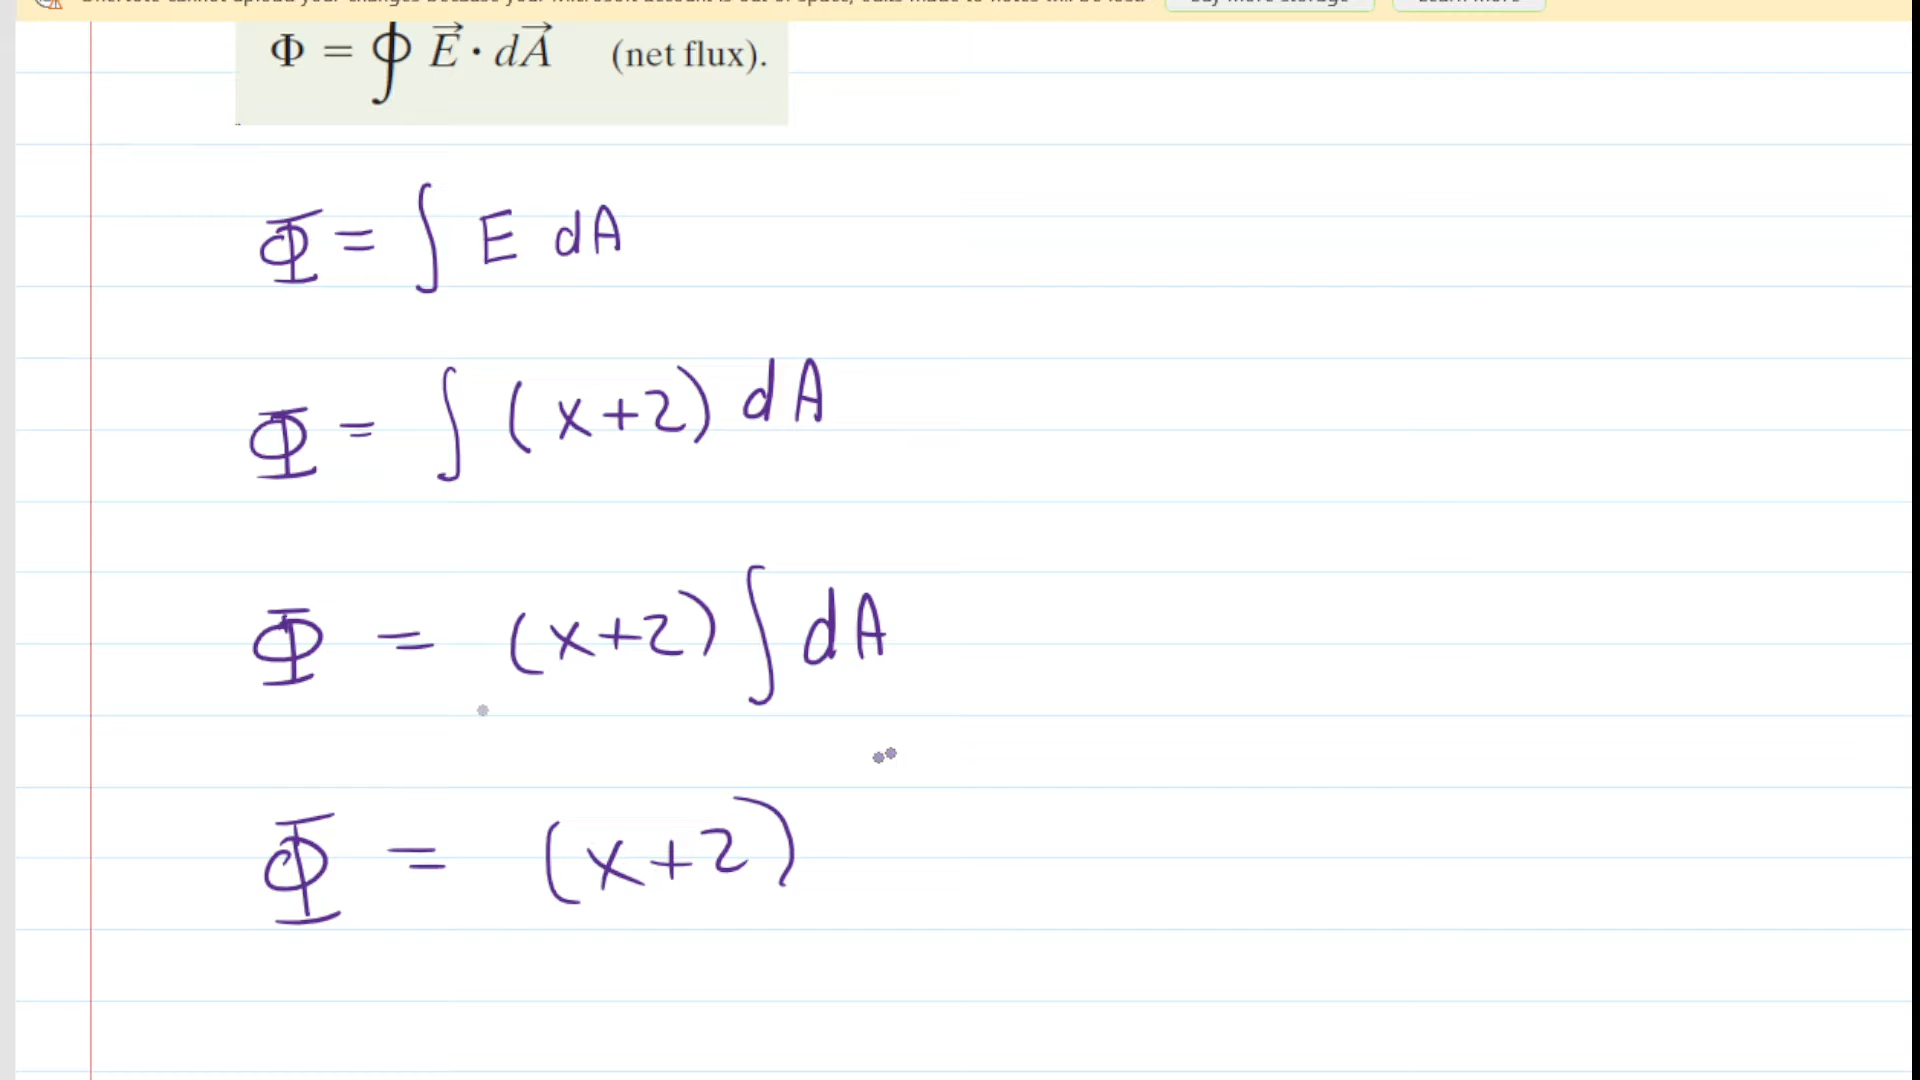 Φ = ∮ E⃗ · dA⃗ (net flux).
Φ = ∫ E dA
Φ = ∫ (x+2) dA
Φ = (x+2) ∫ dA
Φ = (x+2)